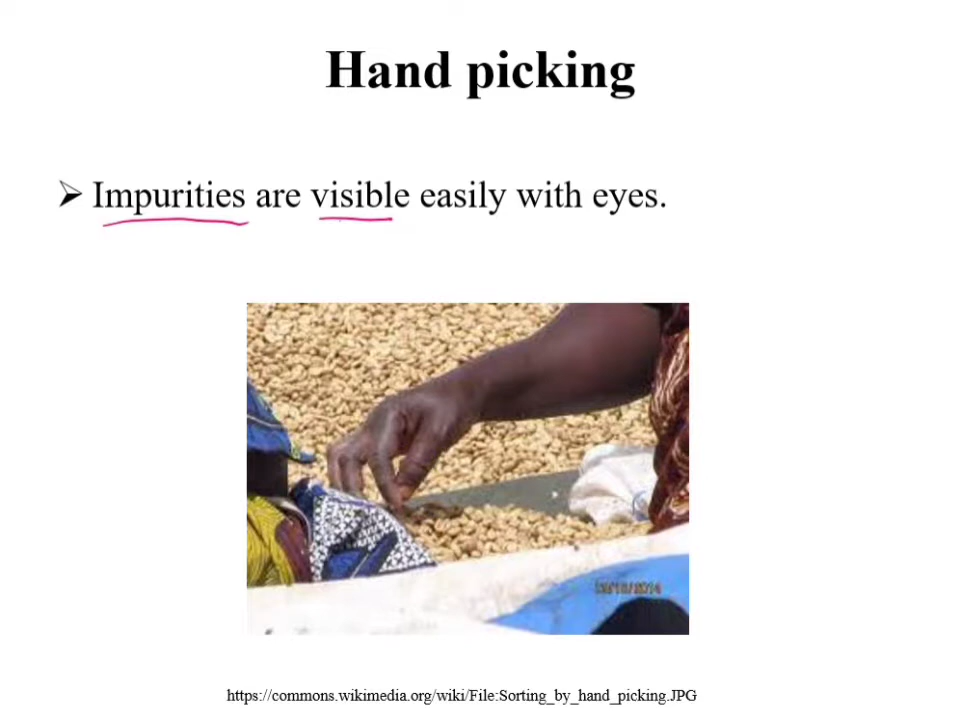 Hand picking
➢ Impurities are visible easily with eyes.
https://commons.wikimedia.org/wiki/File:Sorting_by_hand_picking.JPG